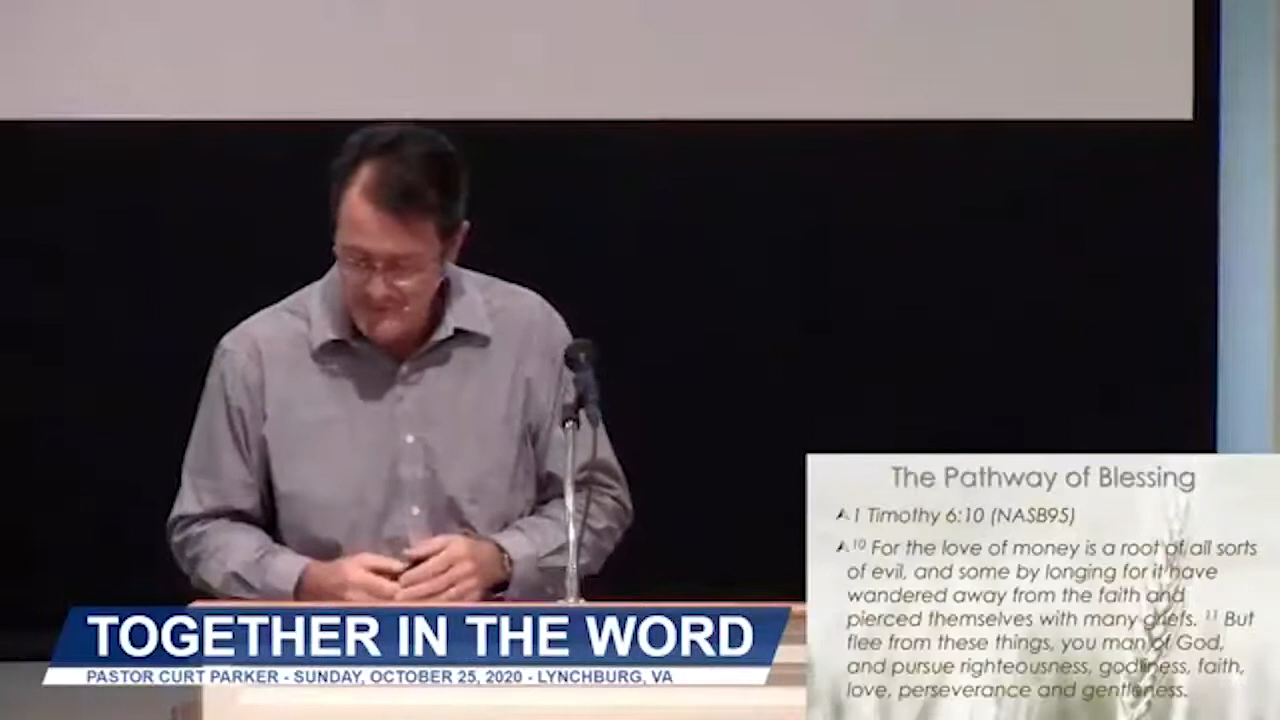 The Pathway of Blessing
1 Timothy 6:10 (NASB95)
10 For the love of money is a root of all sorts
of evil, and some by longing for it have
wandered away from the faith and
pierced themselves with many griefs. 11 But
flee from these things, you man of God,
and pursue righteousness, godliness, faith,
love, perseverance and gentleness.
TOGETHER IN THE WORD
PASTOR CURT PARKER - SUNDAY, OCTOBER 25, 2020 - LYNCHBURG, VA